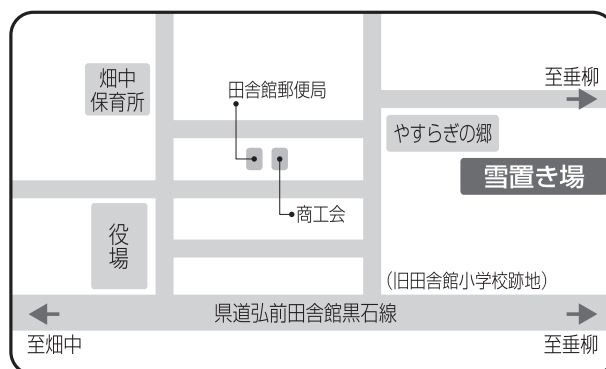 畑中
保育所
田舎館郵便局
至垂柳
やすらぎの郷
雪置き場
商工会
役場
(旧田舎館小学校跡地)
県道弘前田舎館黒石線
至畑中
至垂柳